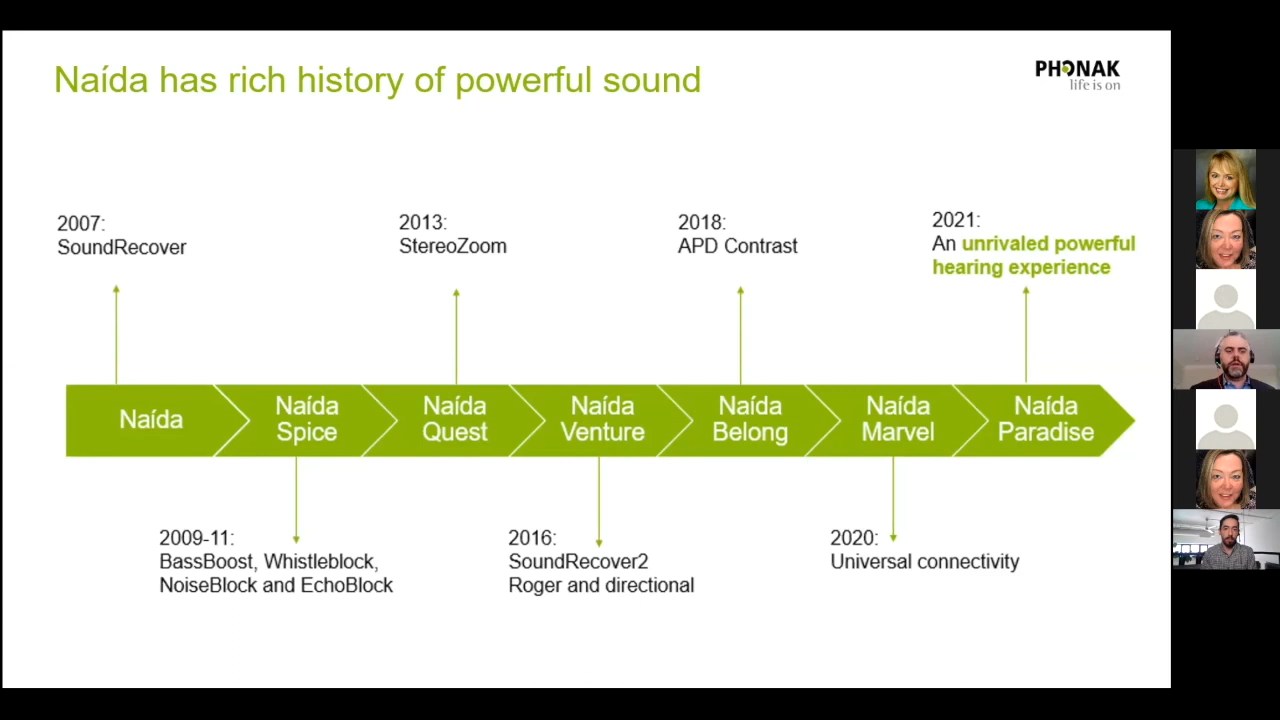 Naída has rich history of powerful sound
PHONAK
life is on
2007:
SoundRecover
2013:
StereoZoom
2018:
APD Contrast
2021:
An unrivaled powerful
hearing experience
Naída
Naída
Spice
Naída
Quest
Naída
Venture
Naída
Belong
Naída
Marvel
Naída
Paradise
2009-11:
BassBoost, Whistleblock,
NoiseBlock and EchoBlock
2016:
SoundRecover2
Roger and directional
2020:
Universal connectivity